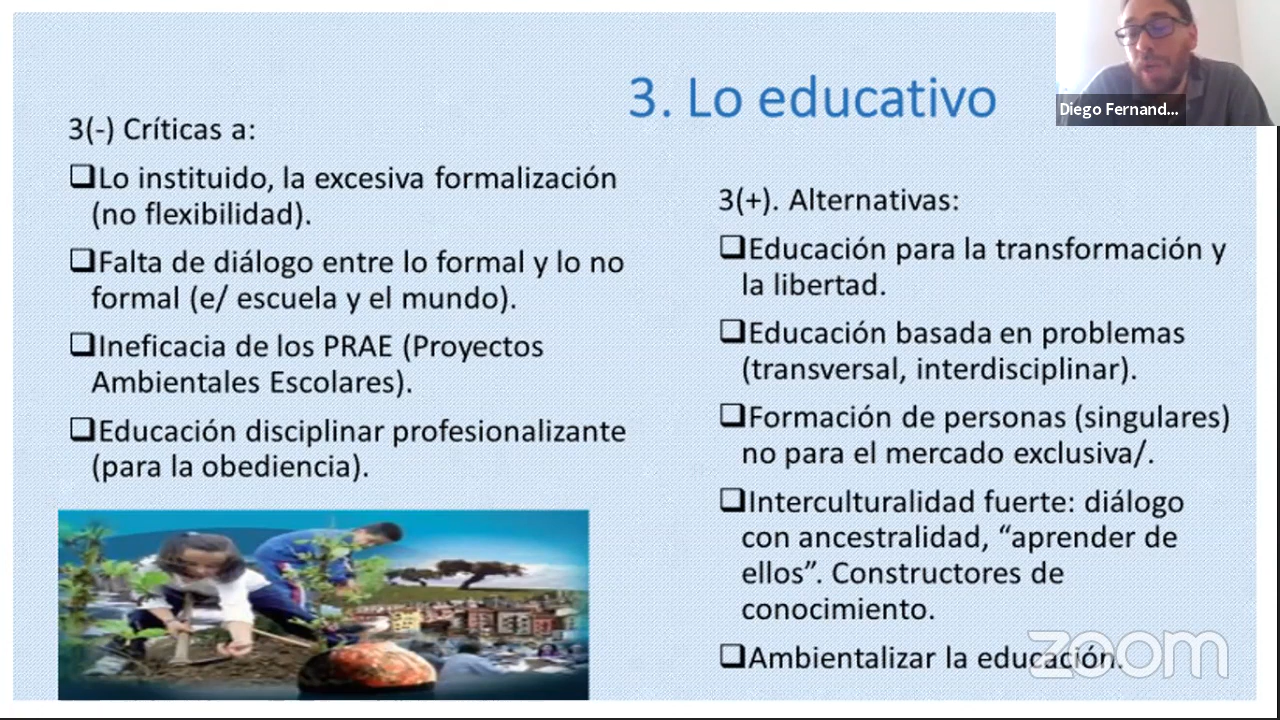 3. Lo educativo
3(-) Críticas a:
❑Lo instituido, la excesiva formalización
(no flexibilidad).
❑Falta de diálogo entre lo formal y lo no
formal (e/ escuela y el mundo).
❑Ineficacia de los PRAE (Proyectos
Ambientales Escolares).
❑Educación disciplinar profesionalizante
(para la obediencia).
3(+). Alternativas:
❑Educación para la transformación y
la libertad.
❑Educación basada en problemas
(transversal, interdisciplinar).
❑Formación de personas (singulares)
no para el mercado exclusiva/.
❑Interculturalidad fuerte: diálogo
con ancestralidad, “aprender de
ellos”. Constructores de
conocimiento.
❑Ambientalizar la educación.
Diego Fernand...
zoom